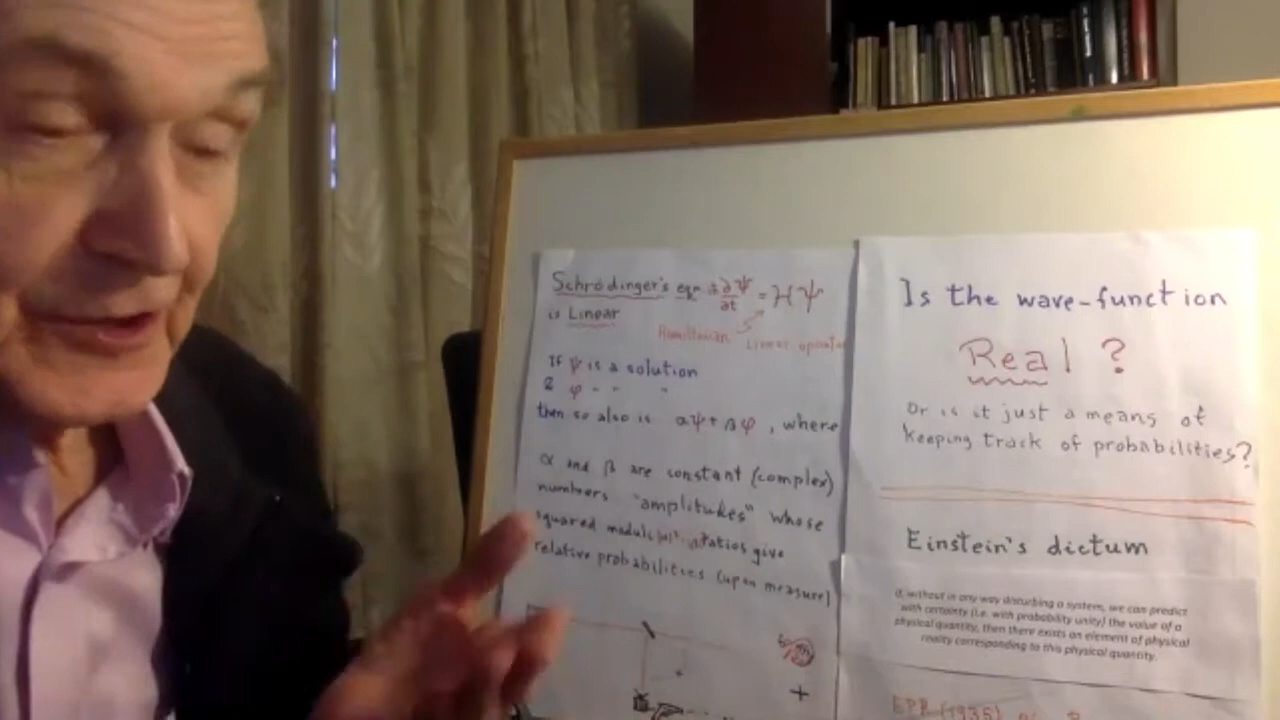 Schrödinger's eqn iℏ ∂ψ/∂t = Hψ
is Linear
Hamiltonian Linear operator
If ψ is a solution
& φ " " "
then so also is αψ+βφ, where
α and β are constant (complex)
numbers "amplitudes" whose
squared moduli ratios give
relative probabilities (upon measure)
Is the wave-function
Real?
Or is it just a means of
keeping track of probabilities?
Einstein's dictum
If, without in any way disturbing a system, we can predict
with certainty (i.e. with probability unity) the value of a
physical quantity, then there exists an element of physical
reality corresponding to this physical quantity.
EPR (1935)